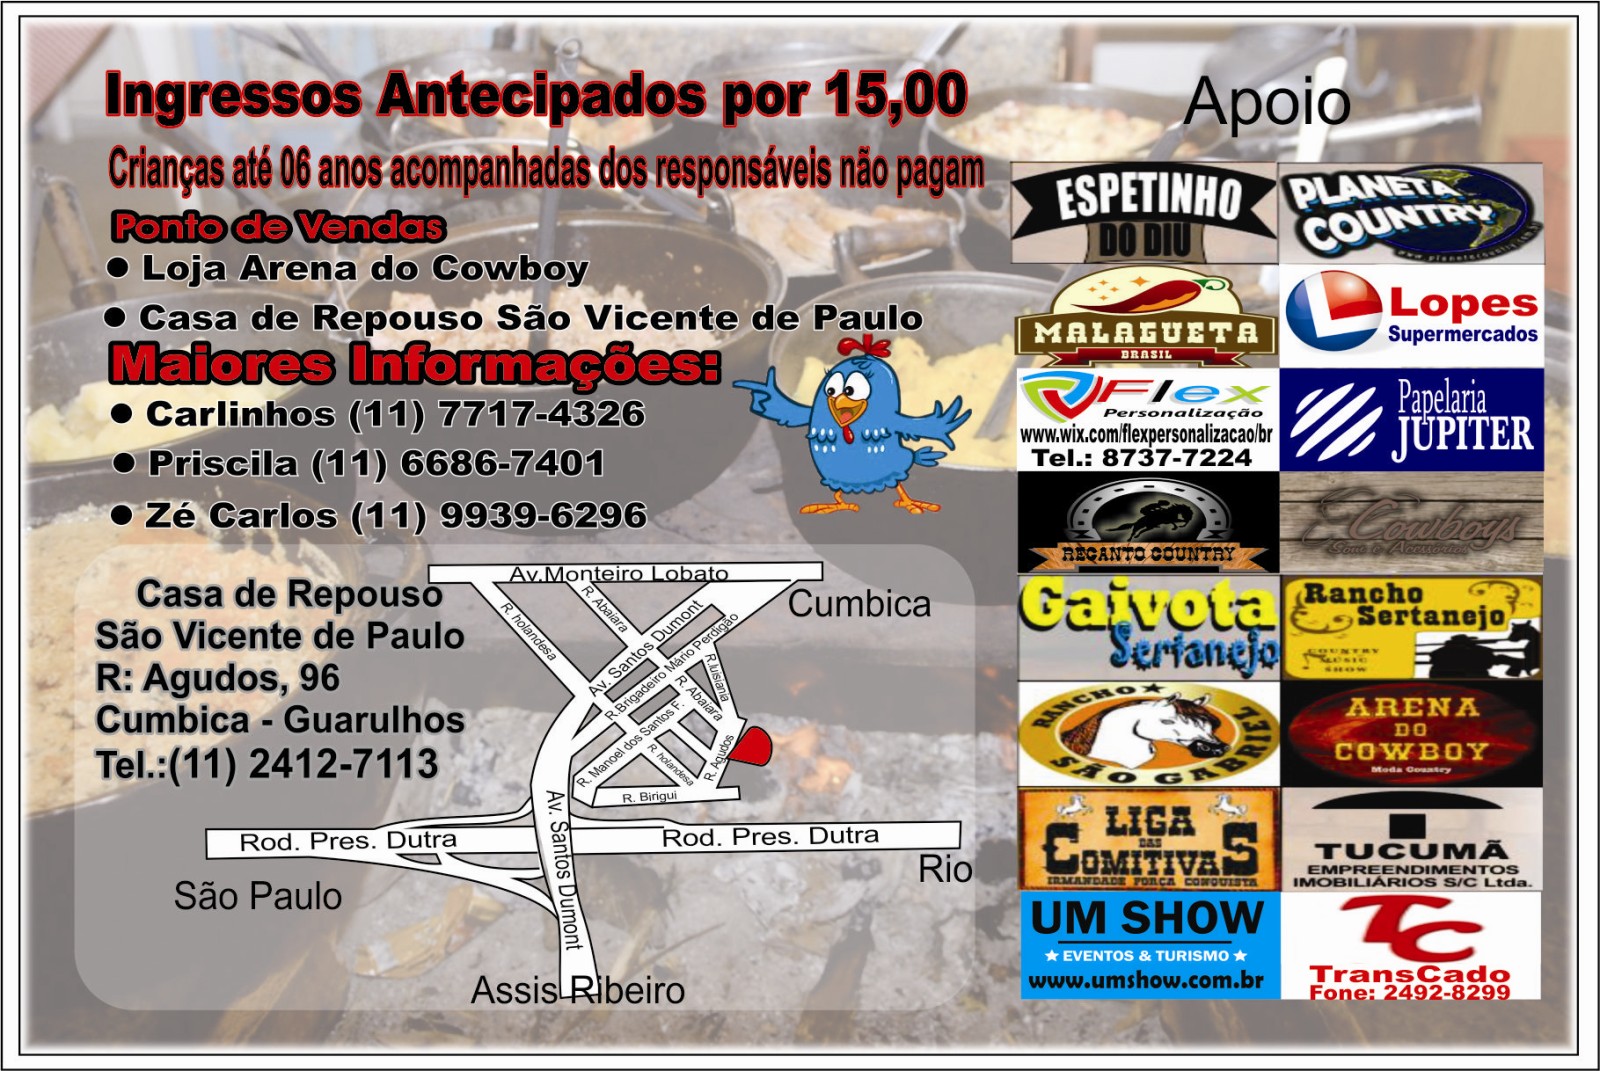 Ingressos Antecipados por 15,00
Crianças até 06 anos acompanhadas dos responsáveis não pagam
Ponto de Vendas
● Loja Arena do Cowboy
● Casa de Repouso São Vicente de Paulo
Maiores Informações:
● Carlinhos (11) 7717-4326
● Priscila (11) 6686-7401
● Zé Carlos (11) 9939-6296
Casa de Repouso
São Vicente de Paulo
R: Agudos, 96
Cumbica - Guarulhos
Tel.:(11) 2412-7113
Av.Monteiro Lobato
Cumbica
R. holandesa
R. Abaiara
Av. Santos Dumont
R.Brigadeiro Mário Perdigão
R.luisiania
R. Abaiara
R. Manoel dos Santos F.
R. holandesa
R. Agudos
R. Birigui
Av. Santos Dumont
Rod. Pres. Dutra
Rod. Pres. Dutra
São Paulo
Rio
Assis Ribeiro
Apoio
ESPETINHO
DO DIU
PLANETA
COUNTRY
MALAGUETA
BRASIL
Lopes
Supermercados
Flex
Personalização
www.wix.com/flexpersonalizacao/br
Tel.: 8737-7224
Papelaria
JUPITER
RECANTO COUNTRY
Cowboys
Gaivota
Sertanejo
Rancho
Sertanejo
COUNTRY
MUSIC
SHOW
RANCHO
SÃO GABRIEL
ARENA
DO
COWBOY
Moda Country
LIGA
DAS
COMITIVAS
IRMANDADE FORÇA CONQUISTA
TUCUMÃ
EMPREENDIMENTOS
IMOBILIÁRIOS S/C Ltda.
UM SHOW
★ EVENTOS & TURISMO ★
www.umshow.com.br
TC
TransCado
Fone: 2492-8299